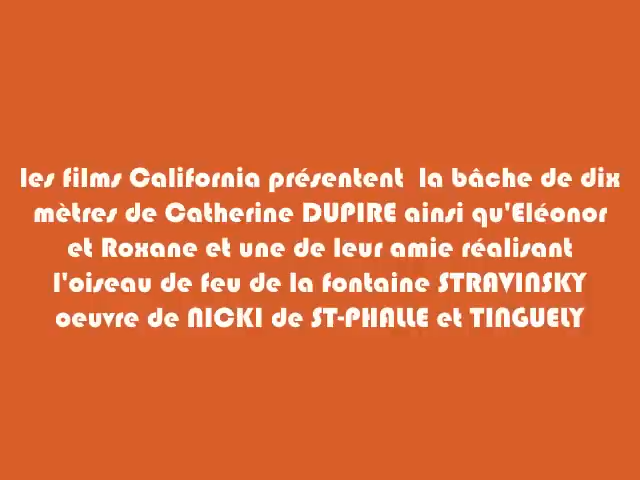 les films California présentent  la bâche de dix
mètres de Catherine DUPIRE ainsi qu'Eléonor
et Roxane et une de leur amie réalisant
l'oiseau de feu de la fontaine STRAVINSKY
oeuvre de NICKI de ST-PHALLE et TINGUELY